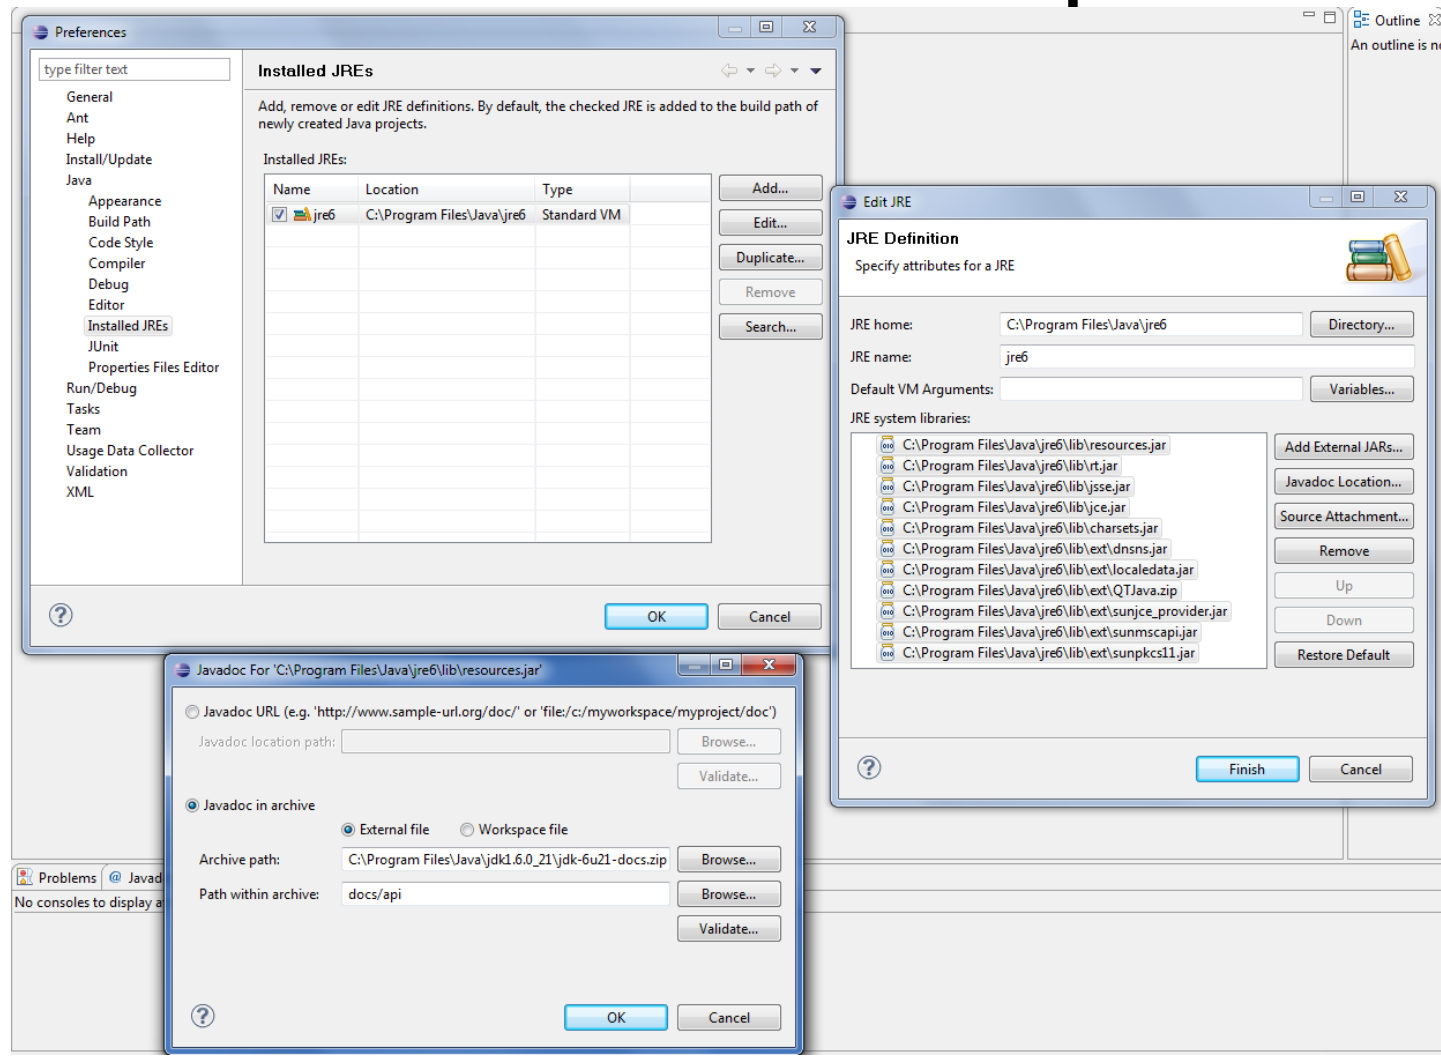 Preferences
type filter text
General
Ant
Help
Install/Update
Java
Appearance
Build Path
Code Style
Compiler
Debug
Editor
Installed JREs
JUnit
Properties Files Editor
Run/Debug
Tasks
Team
Usage Data Collector
Validation
XML
Installed JREs
Add, remove or edit JRE definitions. By default, the checked JRE is added to the build path of
newly created Java projects.
Installed JREs:
Name Location Type
jre6 C:\Program Files\Java\jre6 Standard VM
Add...
Edit...
Duplicate...
Remove
Search...
OK Cancel
Outline
An outline is
Edit JRE
JRE Definition
Specify attributes for a JRE
JRE home: C:\Program Files\Java\jre6 Directory...
JRE name: jre6
Default VM Arguments: Variables...
JRE system libraries:
C:\Program Files\Java\jre6\lib\resources.jar
C:\Program Files\Java\jre6\lib\rt.jar
C:\Program Files\Java\jre6\lib\jsse.jar
C:\Program Files\Java\jre6\lib\jce.jar
C:\Program Files\Java\jre6\lib\charsets.jar
C:\Program Files\Java\jre6\lib\ext\dnsns.jar
C:\Program Files\Java\jre6\lib\ext\localedata.jar
C:\Program Files\Java\jre6\lib\ext\QTJava.zip
C:\Program Files\Java\jre6\lib\ext\sunjce_provider.jar
C:\Program Files\Java\jre6\lib\ext\sunmscapi.jar
C:\Program Files\Java\jre6\lib\ext\sunpkcs11.jar
Add External JARs...
Javadoc Location...
Source Attachment...
Remove
Up
Down
Restore Default
Finish Cancel
Javadoc For 'C:\Program Files\Java\jre6\lib\resources.jar'
Javadoc URL (e.g. 'http://www.sample-url.org/doc/' or 'file:/c:/myworkspace/myproject/doc')
Javadoc location path: Browse...
Validate...
Javadoc in archive
External file Workspace file
Archive path: C:\Program Files\Java\jdk1.6.0_21\jdk-6u21-docs.zip Browse...
Path within archive: docs/api Browse...
Validate...
OK Cancel
Problems @ Javad
No consoles to display a